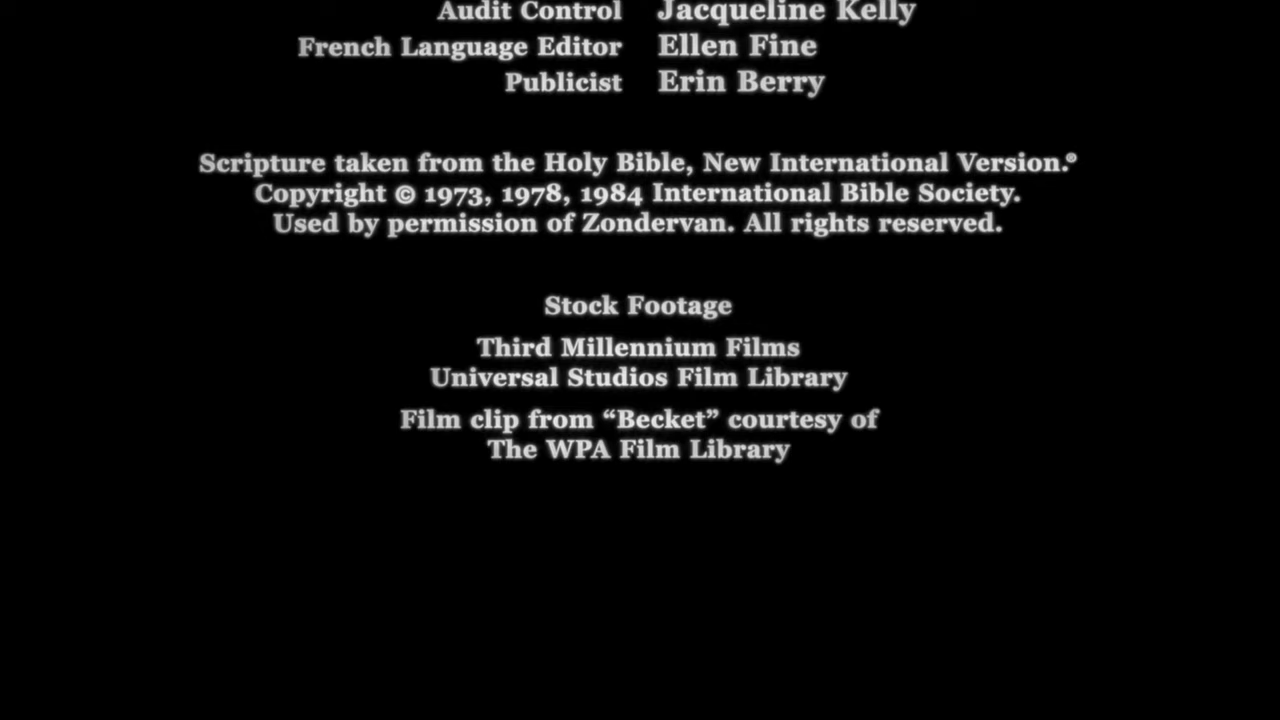 Audit Control Jacqueline Kelly
French Language Editor Ellen Fine
Publicist Erin Berry
Scripture taken from the Holy Bible, New International Version.®
Copyright © 1973, 1978, 1984 International Bible Society.
Used by permission of Zondervan. All rights reserved.
Stock Footage
Third Millennium Films
Universal Studios Film Library
Film clip from “Becket” courtesy of
The WPA Film Library